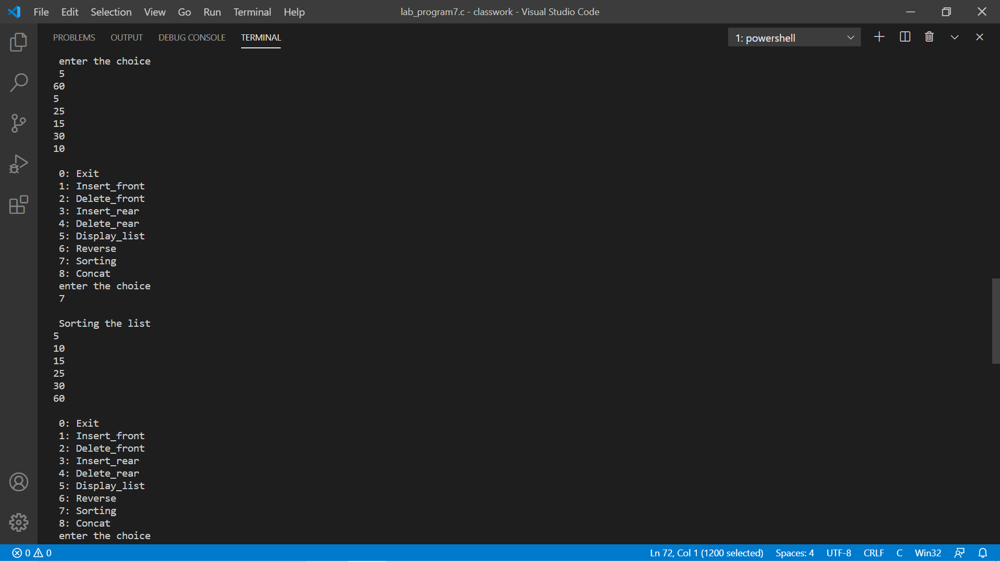 File Edit Selection View Go Run Terminal Help lab_program7.c - classwork - Visual Studio Code
PROBLEMS OUTPUT DEBUG CONSOLE TERMINAL 1: powershell
enter the choice
5
60
5
25
15
30
10
0: Exit
1: Insert_front
2: Delete_front
3: Insert_rear
4: Delete_rear
5: Display_list
6: Reverse
7: Sorting
8: Concat
enter the choice
7
Sorting the list
5
10
15
25
30
60
0: Exit
1: Insert_front
2: Delete_front
3: Insert_rear
4: Delete_rear
5: Display_list
6: Reverse
7: Sorting
8: Concat
enter the choice
0 0 Ln 72, Col 1 (1200 selected) Spaces: 4 UTF-8 CRLF C Win32